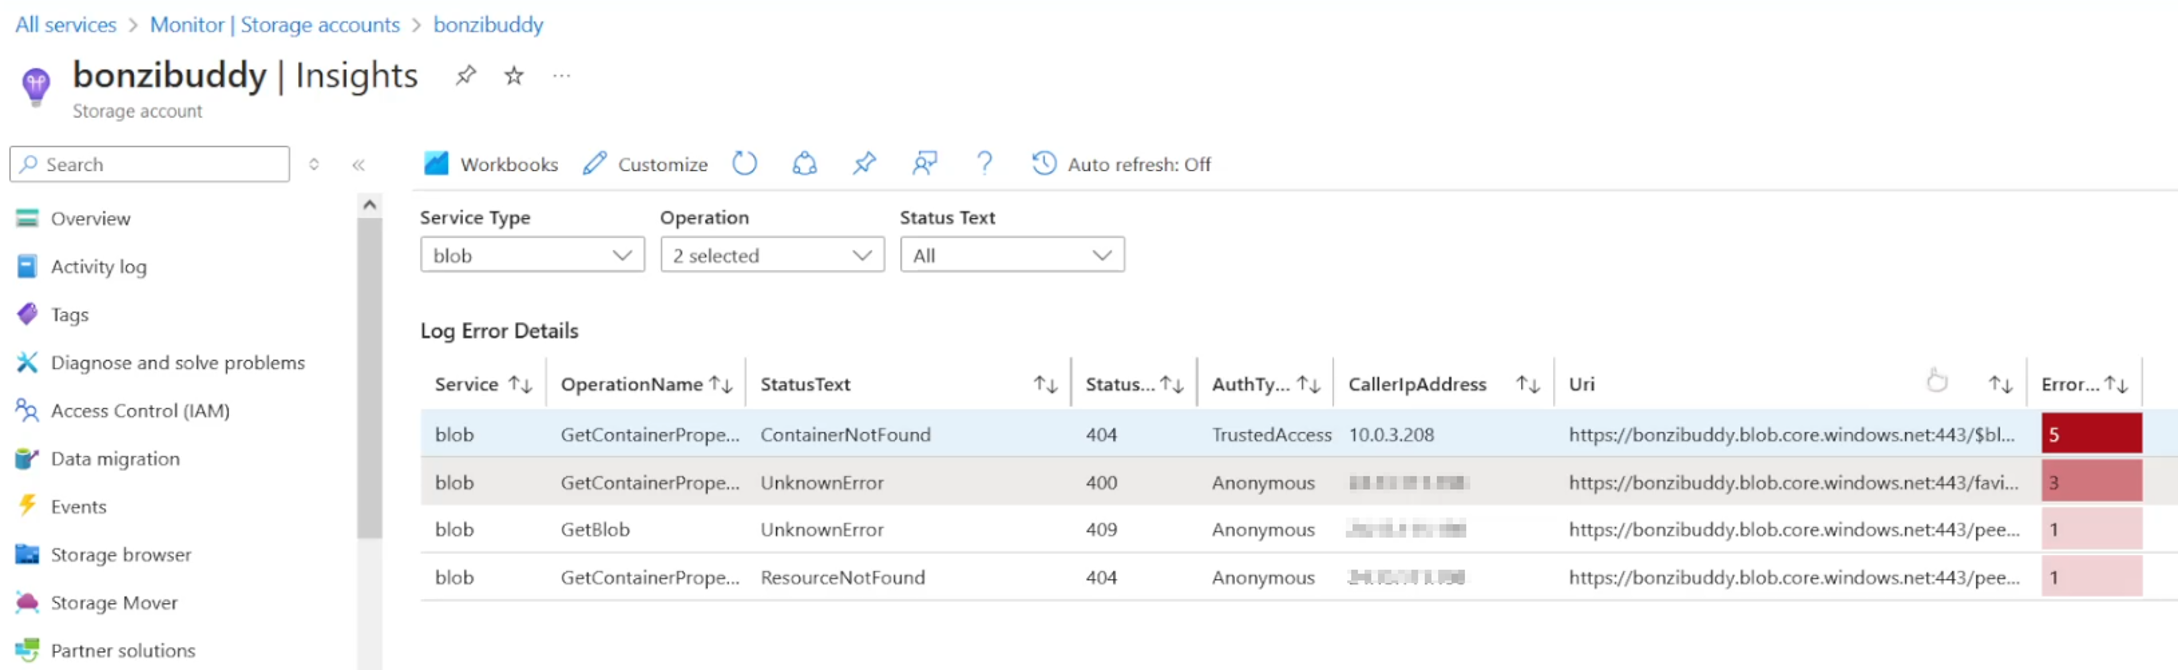 All services > Monitor | Storage accounts > bonzibuddy
bonzibuddy | Insights
Storage account
Search
Overview
Activity log
Tags
Diagnose and solve problems
Access Control (IAM)
Data migration
Events
Storage browser
Storage Mover
Partner solutions
Workbooks Customize Auto refresh: Off
Service Type Operation Status Text
blob 2 selected All
Log Error Details
Service OperationName StatusText Status... AuthTy... CallerIpAddress Uri Error...
blob GetContainerPrope... ContainerNotFound 404 TrustedAccess 10.0.3.208 https://bonzibuddy.blob.core.windows.net:443/$bl... 5
blob GetContainerPrope... UnknownError 400 Anonymous https://bonzibuddy.blob.core.windows.net:443/favi... 3
blob GetBlob UnknownError 409 Anonymous https://bonzibuddy.blob.core.windows.net:443/pee... 1
blob GetContainerPrope... ResourceNotFound 404 Anonymous https://bonzibuddy.blob.core.windows.net:443/pee... 1